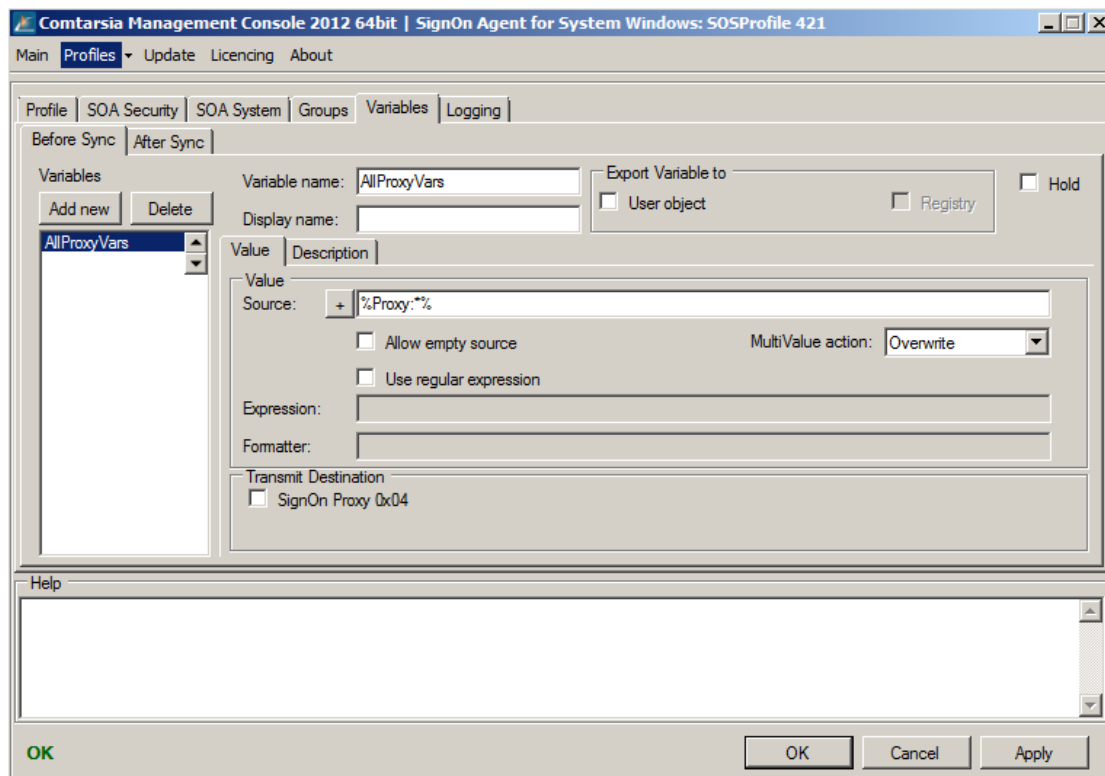 Comtarsia Management Console 2012 64bit | SignOn Agent for System Windows: SOSProfile 421
Main Profiles Update Licencing About
Profile SOA Security SOA System Groups Variables Logging
Before Sync After Sync
Variables
Add new Delete
AllProxyVars
Variable name: AllProxyVars
Display name:
Export Variable to
User object Registry
Hold
Value Description
Value
Source: + %Proxy:*%
Allow empty source MultiValue action: Overwrite
Use regular expression
Expression:
Formatter:
Transmit Destination
SignOn Proxy 0x04
Help
OK OK Cancel Apply